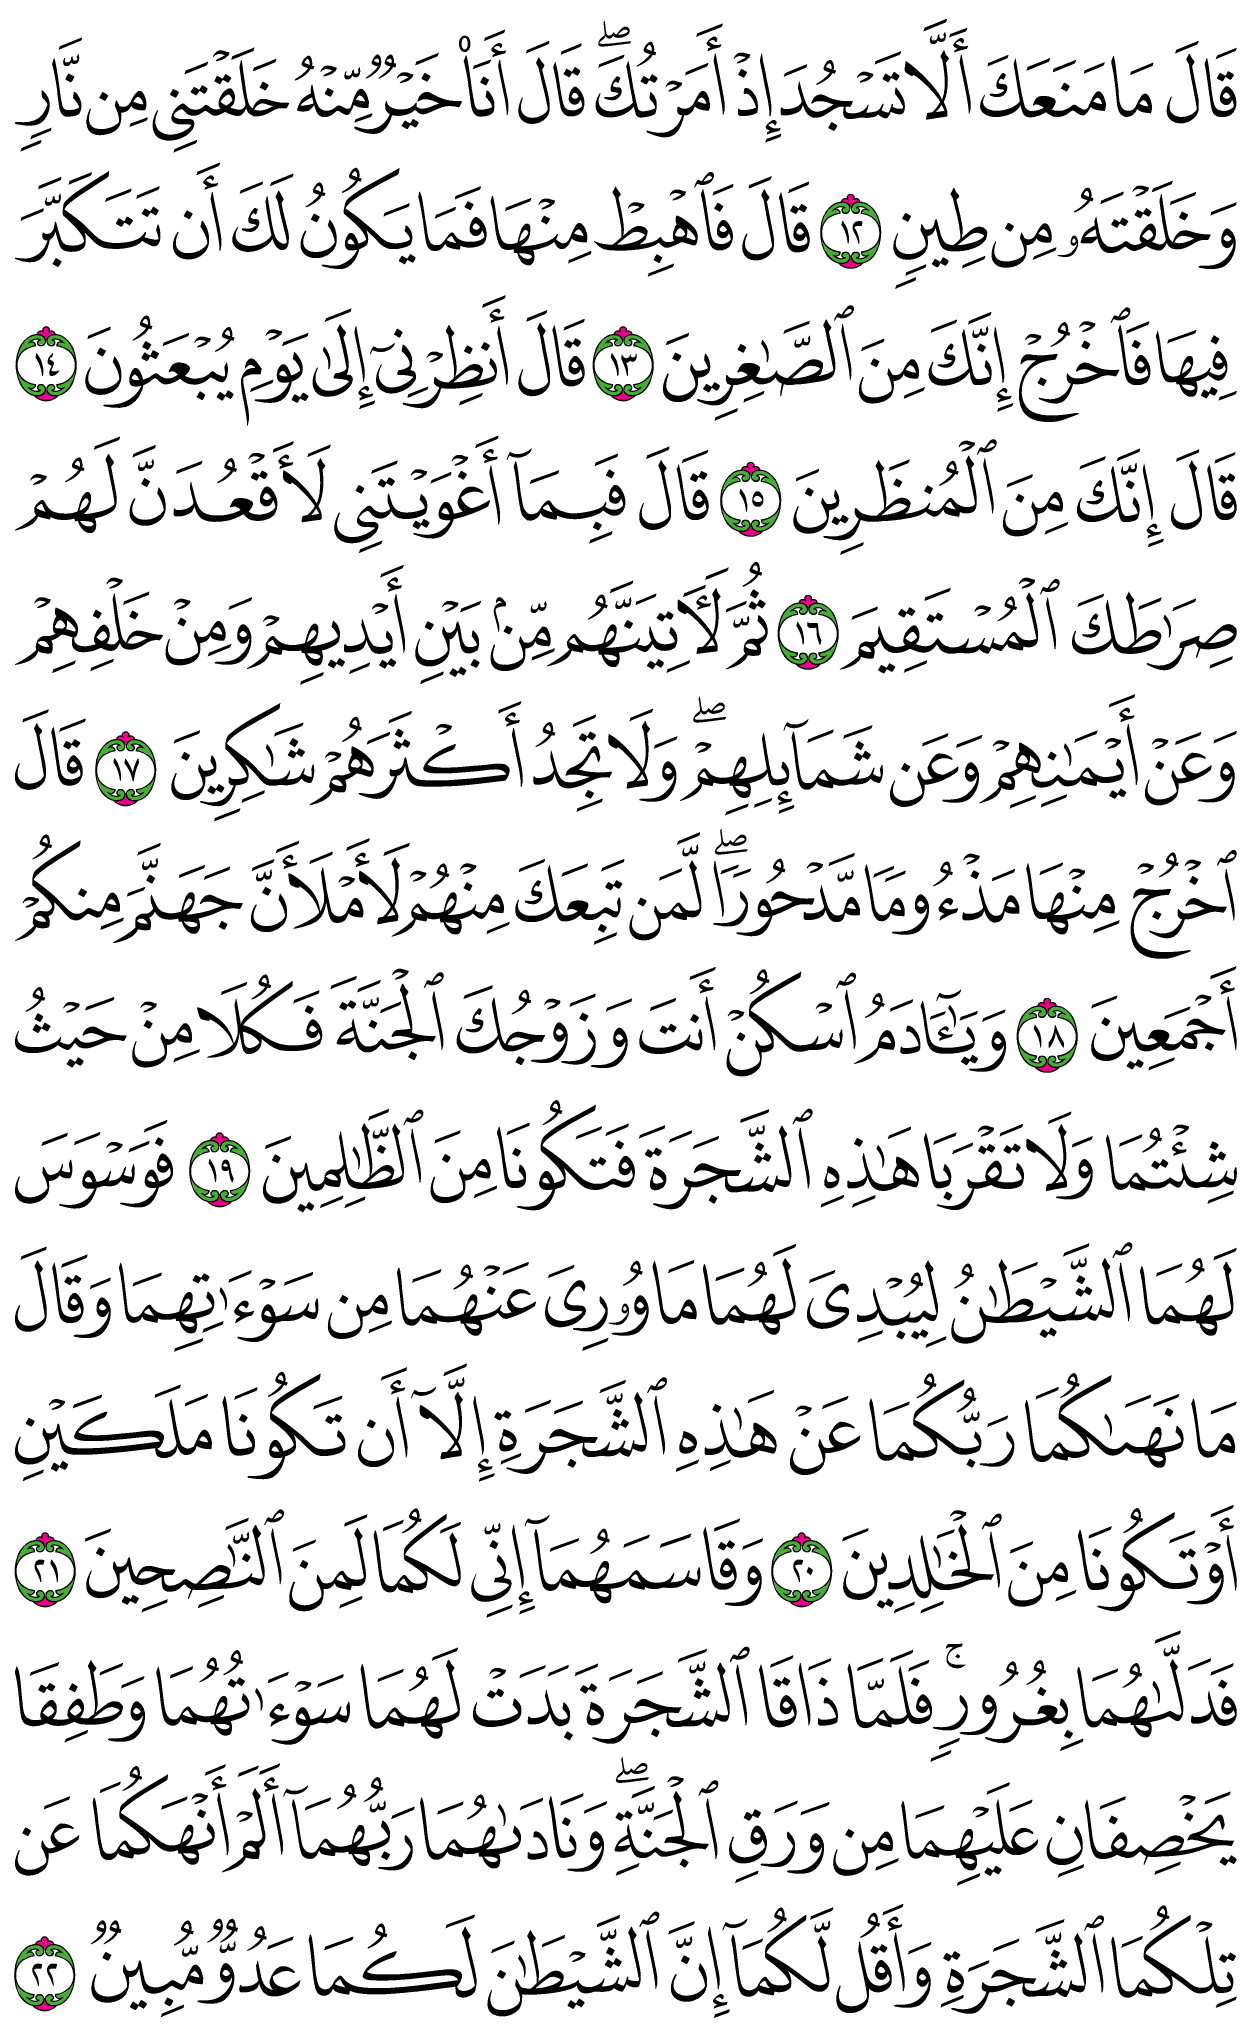 قَالَ مَا مَنَعَكَ أَلَّا تَسۡجُدَ إِذۡ أَمَرۡتُكَۖ قَالَ أَنَا۠ خَيۡرٞ مِّنۡهُ خَلَقۡتَنِي مِن نَّارٖ
وَخَلَقۡتَهُۥ مِن طِينٖ ١٢ قَالَ فَٱهۡبِطۡ مِنۡهَا فَمَا يَكُونُ لَكَ أَن تَتَكَبَّرَ
فِيهَا فَٱخۡرُجۡ إِنَّكَ مِنَ ٱلصَّٰغِرِينَ ١٣ قَالَ أَنظِرۡنِيٓ إِلَىٰ يَوۡمِ يُبۡعَثُونَ ١٤
قَالَ إِنَّكَ مِنَ ٱلۡمُنظَرِينَ ١٥ قَالَ فَبِمَآ أَغۡوَيۡتَنِي لَأَقۡعُدَنَّ لَهُمۡ
صِرَٰطَكَ ٱلۡمُسۡتَقِيمَ ١٦ ثُمَّ لَأٓتِيَنَّهُم مِّنۢ بَيۡنِ أَيۡدِيهِمۡ وَمِنۡ خَلۡفِهِمۡ
وَعَنۡ أَيۡمَٰنِهِمۡ وَعَن شَمَآئِلِهِمۡۖ وَلَا تَجِدُ أَكۡثَرَهُمۡ شَٰكِرِينَ ١٧ قَالَ
ٱخۡرُجۡ مِنۡهَا مَذۡءُومٗا مَّدۡحُورٗاۖ لَّمَن تَبِعَكَ مِنۡهُمۡ لَأَمۡلَأَنَّ جَهَنَّمَ مِنكُمۡ
أَجۡمَعِينَ ١٨ وَيَٰٓـَٔادَمُ ٱسۡكُنۡ أَنتَ وَزَوۡجُكَ ٱلۡجَنَّةَ فَكُلَا مِنۡ حَيۡثُ
شِئۡتُمَا وَلَا تَقۡرَبَا هَٰذِهِ ٱلشَّجَرَةَ فَتَكُونَا مِنَ ٱلظَّٰلِمِينَ ١٩ فَوَسۡوَسَ
لَهُمَا ٱلشَّيۡطَٰنُ لِيُبۡدِيَ لَهُمَا مَا وُۥرِيَ عَنۡهُمَا مِن سَوۡءَٰتِهِمَا وَقَالَ
مَا نَهَىٰكُمَا رَبُّكُمَا عَنۡ هَٰذِهِ ٱلشَّجَرَةِ إِلَّآ أَن تَكُونَا مَلَكَيۡنِ
أَوۡ تَكُونَا مِنَ ٱلۡخَٰلِدِينَ ٢٠ وَقَاسَمَهُمَآ إِنِّي لَكُمَا لَمِنَ ٱلنَّٰصِحِينَ ٢١
فَدَلَّىٰهُمَا بِغُرُورٖۚ فَلَمَّا ذَاقَا ٱلشَّجَرَةَ بَدَتۡ لَهُمَا سَوۡءَٰتُهُمَا وَطَفِقَا
يَخۡصِفَانِ عَلَيۡهِمَا مِن وَرَقِ ٱلۡجَنَّةِۖ وَنَادَىٰهُمَا رَبُّهُمَآ أَلَمۡ أَنۡهَكُمَا عَن
تِلۡكُمَا ٱلشَّجَرَةِ وَأَقُل لَّكُمَآ إِنَّ ٱلشَّيۡطَٰنَ لَكُمَا عَدُوّٞ مُّبِينٞ ٢٢